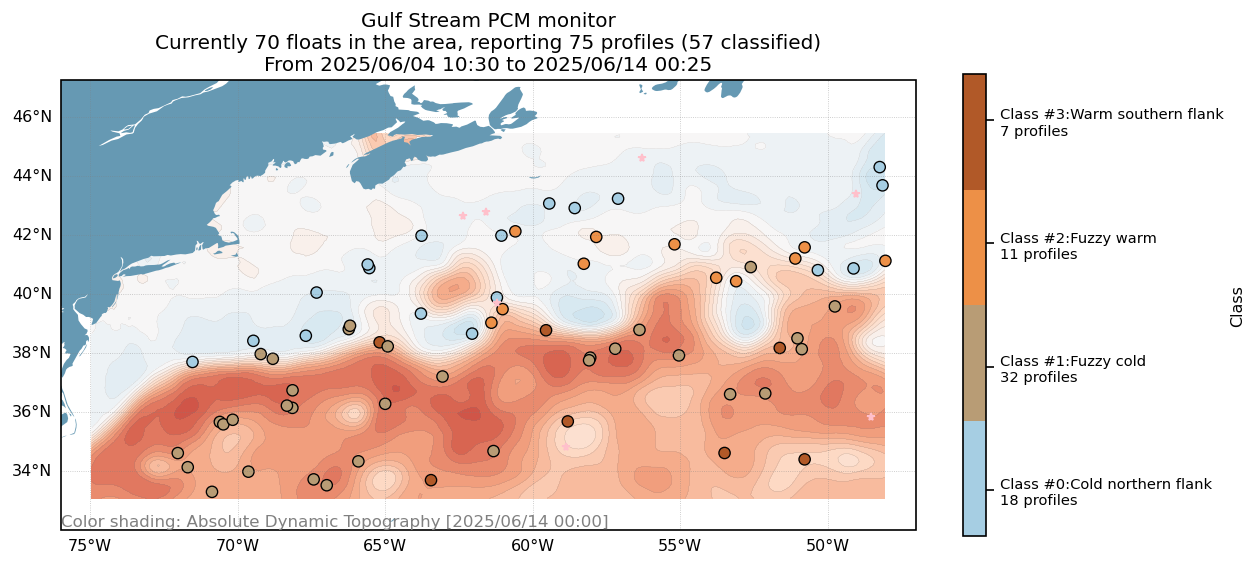 Gulf Stream PCM monitor
Currently 70 floats in the area, reporting 75 profiles (57 classified)
From 2025/06/04 10:30 to 2025/06/14 00:25
46°N
44°N
42°N
40°N
38°N
36°N
34°N
Color shading: Absolute Dynamic Topography [2025/06/14 00:00]
75°W
70°W
65°W
60°W
55°W
50°W
Class #3:Warm southern flank
7 profiles
Class #2:Fuzzy warm
11 profiles
Class #1:Fuzzy cold
32 profiles
Class #0:Cold northern flank
18 profiles
Class